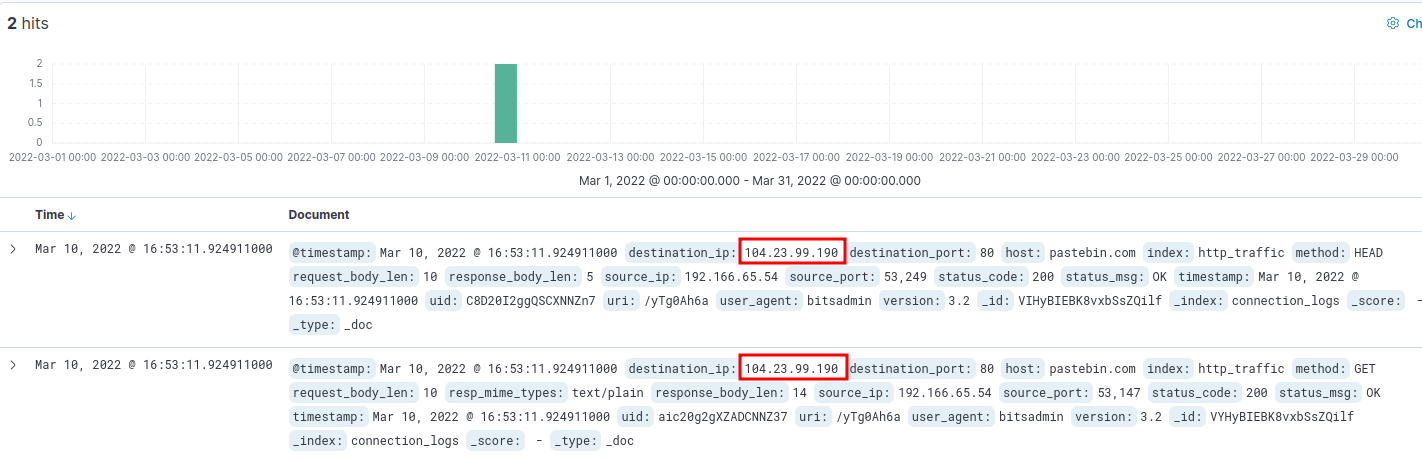 2 hits
Ch
2
1.5
1
0.5
0
2022-03-01 00:00 2022-03-03 00:00 2022-03-05 00:00 2022-03-07 00:00 2022-03-09 00:00 2022-03-11 00:00 2022-03-13 00:00 2022-03-15 00:00 2022-03-17 00:00 2022-03-19 00:00 2022-03-21 00:00 2022-03-23 00:00 2022-03-25 00:00 2022-03-27 00:00 2022-03-29 00:00
Mar 1, 2022 @ 00:00:00.000 - Mar 31, 2022 @ 00:00:00.000
Time ↓ Document
Mar 10, 2022 @ 16:53:11.924911000 @timestamp: Mar 10, 2022 @ 16:53:11.924911000 destination_ip: 104.23.99.190 destination_port: 80 host: pastebin.com index: http_traffic method: HEAD
request_body_len: 10 response_body_len: 5 source_ip: 192.166.65.54 source_port: 53,249 status_code: 200 status_msg: OK timestamp: Mar 10, 2022 @
16:53:11.924911000 uid: C8D20I2ggQSCXNNZn7 uri: /yTg0Ah6a user_agent: bitsadmin version: 3.2 _id: VIHyBIEBK8vxbSsZQilf _index: connection_logs _score: -
_type: _doc
Mar 10, 2022 @ 16:53:11.924911000 @timestamp: Mar 10, 2022 @ 16:53:11.924911000 destination_ip: 104.23.99.190 destination_port: 80 host: pastebin.com index: http_traffic method: GET
request_body_len: 10 resp_mime_types: text/plain response_body_len: 14 source_ip: 192.166.65.54 source_port: 53,147 status_code: 200 status_msg: OK
timestamp: Mar 10, 2022 @ 16:53:11.924911000 uid: aic20g2gXZADCNNZ37 uri: /yTg0Ah6a user_agent: bitsadmin version: 3.2 _id: VYHyBIEBK8vxbSsZQilf
_index: connection_logs _score: - _type: _doc